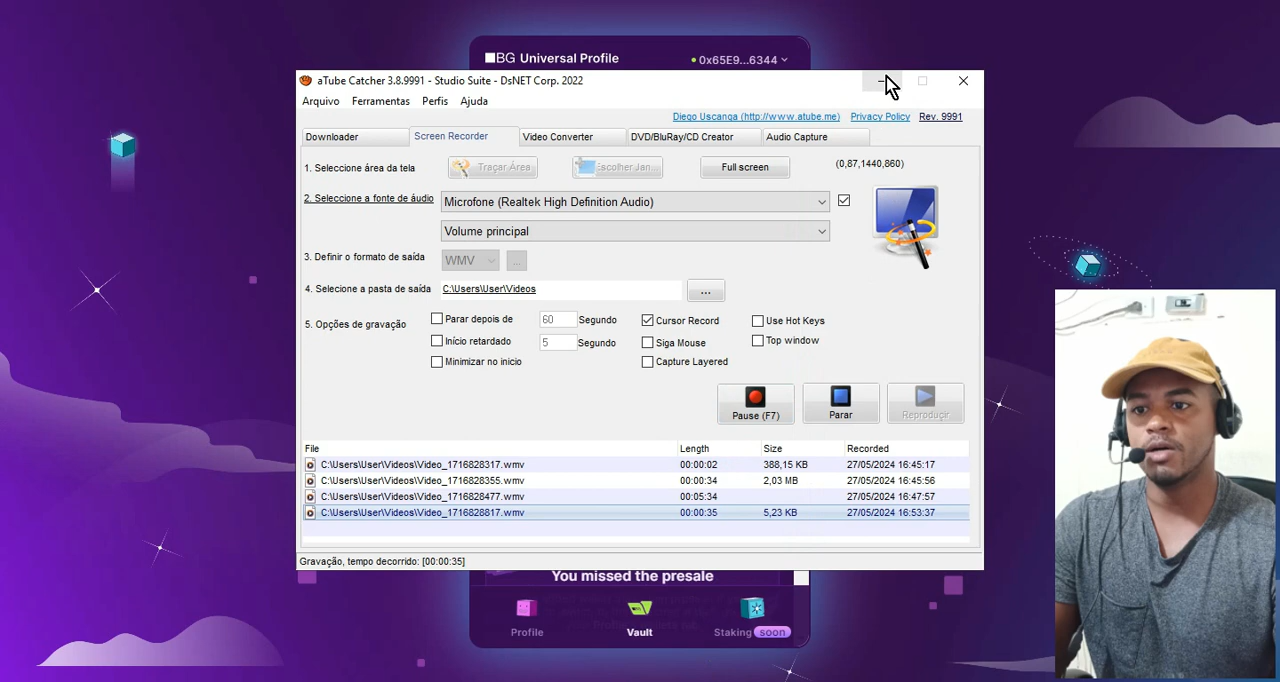 BG Universal Profile
0x65E9...6344
aTube Catcher 3.8.9991 - Studio Suite - DsNET Corp. 2022
Arquivo Ferramentas Perfis Ajuda
Diego Uscanga (http://www.atube.me) Privacy Policy Rev. 9991
Downloader Screen Recorder Video Converter DVD/BluRay/CD Creator Audio Capture
1. Seleccione área da tela Traçar Área Escolher Jan Full screen (0,87,1440,860)
2. Seleccione a fonte de áudio Microfone (Realtek High Definition Audio)
Volume principal
3. Definir o formato de saída WMV ...
4. Selecione a pasta de saída C:\Users\User\Videos ...
5. Opções de gravação
Parar depois de 60 Segundo Cursor Record Use Hot Keys
Início retardado 5 Segundo Siga Mouse Top window
Minimizar no inicio Capture Layered
Pause (F7) Parar Reproduçir
File Length Size Recorded
C:\Users\User\Videos\Video_1716828317.wmv 00:00:02 388,15 KB 27/05/2024 16:45:17
C:\Users\User\Videos\Video_1716828355.wmv 00:00:34 2,03 MB 27/05/2024 16:45:56
C:\Users\User\Videos\Video_1716828477.wmv 00:05:34 27/05/2024 16:47:57
C:\Users\User\Videos\Video_1716828817.wmv 00:00:35 5,23 KB 27/05/2024 16:53:37
Gravação, tempo decorrido: [00:00:35]
You missed the presale
Profile Vault Staking soon